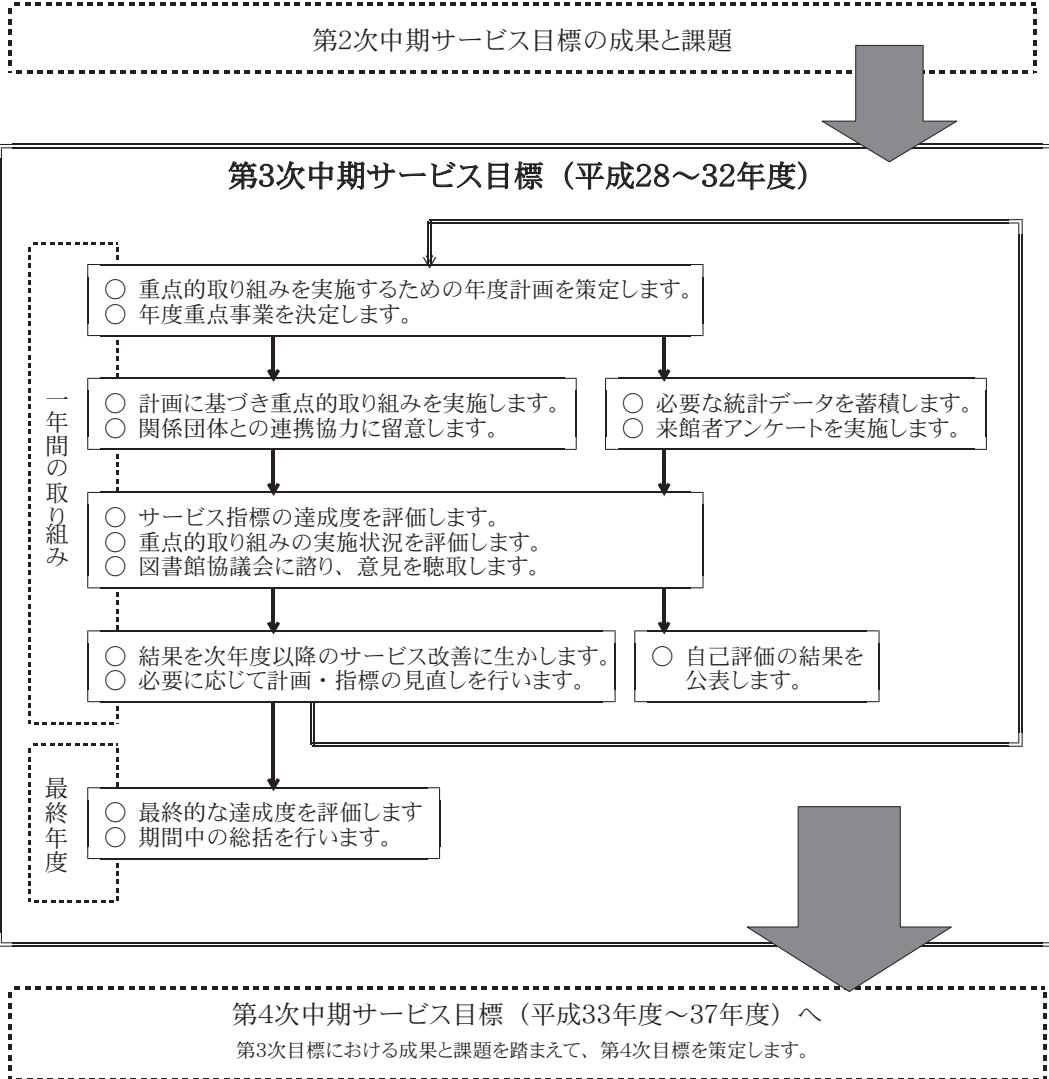 第2次中期サービス目標の成果と課題
第3次中期サービス目標（平成28～32年度）
一年間の取り組み
○ 重点的取り組みを実施するための年度計画を策定します。
○ 年度重点事業を決定します。
○ 計画に基づき重点的取り組みを実施します。
○ 関係団体との連携協力に留意します。
○ 必要な統計データを蓄積します。
○ 来館者アンケートを実施します。
○ サービス指標の達成度を評価します。
○ 重点的取り組みの実施状況を評価します。
○ 図書館協議会に諮り、意見を聴取します。
○ 結果を次年度以降のサービス改善に生かします。
○ 必要に応じて計画・指標の見直しを行います。
○ 自己評価の結果を
公表します。
最終年度
○ 最終的な達成度を評価します
○ 期間中の総括を行います。
第4次中期サービス目標（平成33年度～37年度）へ
第3次目標における成果と課題を踏まえて、第4次目標を策定します。